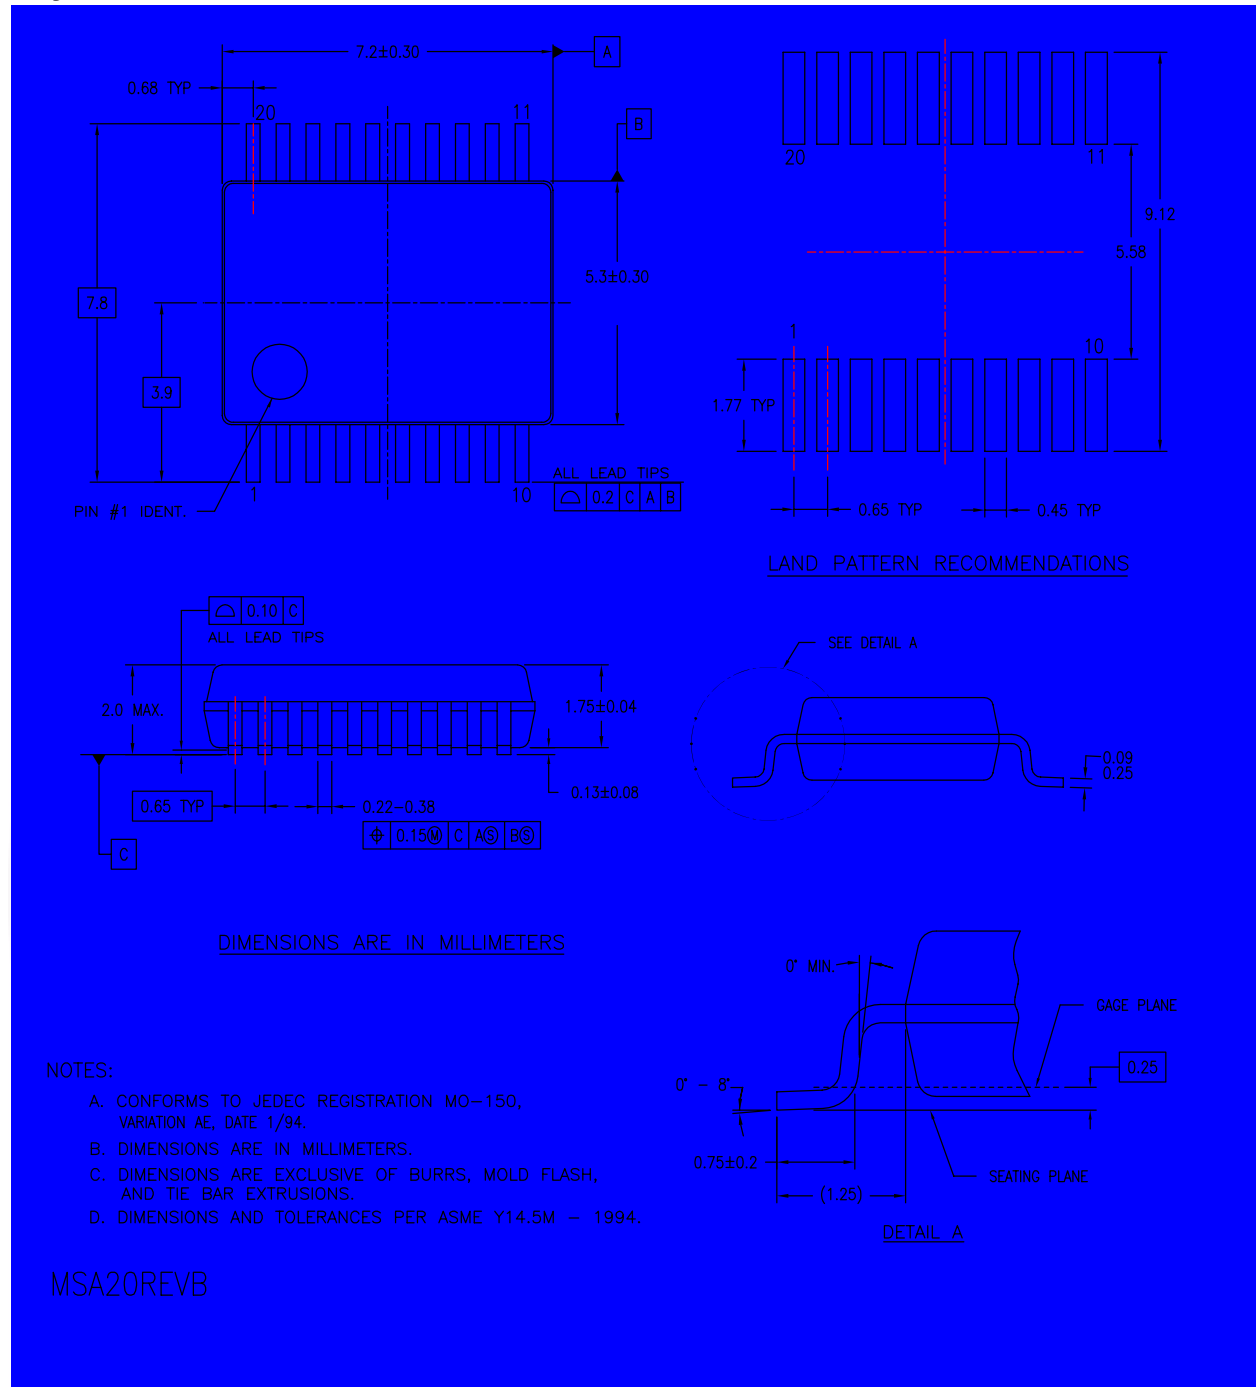 7.2±0.30
A
0.68 TYP
20
11
B
7.8
5.3±0.30
3.9
1
10
PIN #1 IDENT.
ALL LEAD TIPS
0.2 C A B
20
11
9.12
5.58
1
10
1.77 TYP
0.65 TYP
0.45 TYP
LAND PATTERN RECOMMENDATIONS
0.10 C
ALL LEAD TIPS
2.0 MAX.
1.75±0.04
0.65 TYP
0.22-0.38
0.13±0.08
⌖ 0.15Ⓜ C AⓈ BⓈ
C
SEE DETAIL A
0.09
0.25
DIMENSIONS ARE IN MILLIMETERS
0° MIN.
GAGE PLANE
0.25
0° - 8°
0.75±0.2
SEATING PLANE
(1.25)
DETAIL A
NOTES:
A. CONFORMS TO JEDEC REGISTRATION MO-150,
VARIATION AE, DATE 1/94.
B. DIMENSIONS ARE IN MILLIMETERS.
C. DIMENSIONS ARE EXCLUSIVE OF BURRS, MOLD FLASH,
AND TIE BAR EXTRUSIONS.
D. DIMENSIONS AND TOLERANCES PER ASME Y14.5M - 1994.
MSA20REVB